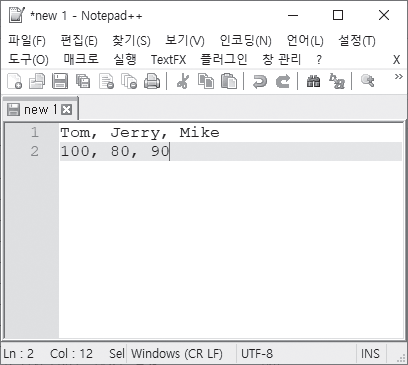 *new 1 - Notepad++
파일(F) 편집(E) 찾기(S) 보기(V) 인코딩(N) 언어(L) 설정(T)
도구(O) 매크로 실행 TextFX 플러그인 창 관리 ? X
new 1
1 Tom, Jerry, Mike
2 100, 80, 90
Ln : 2 Col : 12 Sel Windows (CR LF) UTF-8 INS